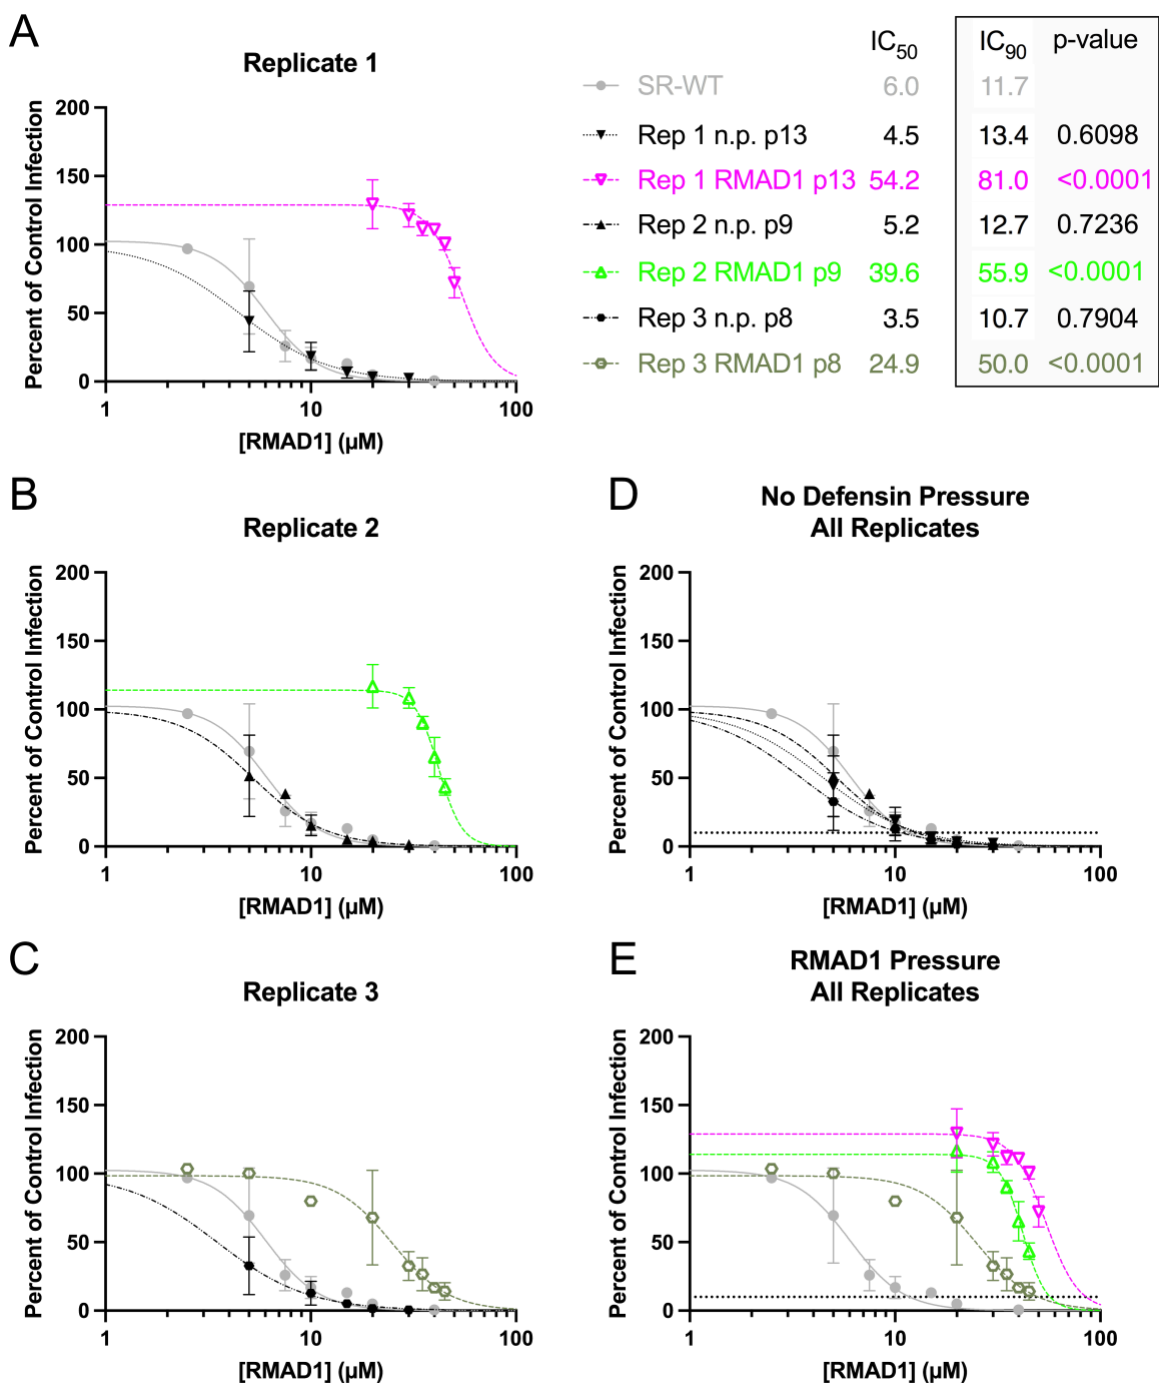 A
Replicate 1
Percent of Control Infection
200
150
100
50
0
1
10
100
[RMAD1] (µM)
IC50 IC90 p-value
SR-WT 6.0 11.7
Rep 1 n.p. p13 4.5 13.4 0.6098
Rep 1 RMAD1 p13 54.2 81.0 <0.0001
Rep 2 n.p. p9 5.2 12.7 0.7236
Rep 2 RMAD1 p9 39.6 55.9 <0.0001
Rep 3 n.p. p8 3.5 10.7 0.7904
Rep 3 RMAD1 p8 24.9 50.0 <0.0001
B
Replicate 2
Percent of Control Infection
200
150
100
50
0
1
10
100
[RMAD1] (µM)
D
No Defensin Pressure
All Replicates
Percent of Control Infection
200
150
100
50
0
1
10
100
[RMAD1] (µM)
C
Replicate 3
Percent of Control Infection
200
150
100
50
0
1
10
100
[RMAD1] (µM)
E
RMAD1 Pressure
All Replicates
Percent of Control Infection
200
150
100
50
0
1
10
100
[RMAD1] (µM)